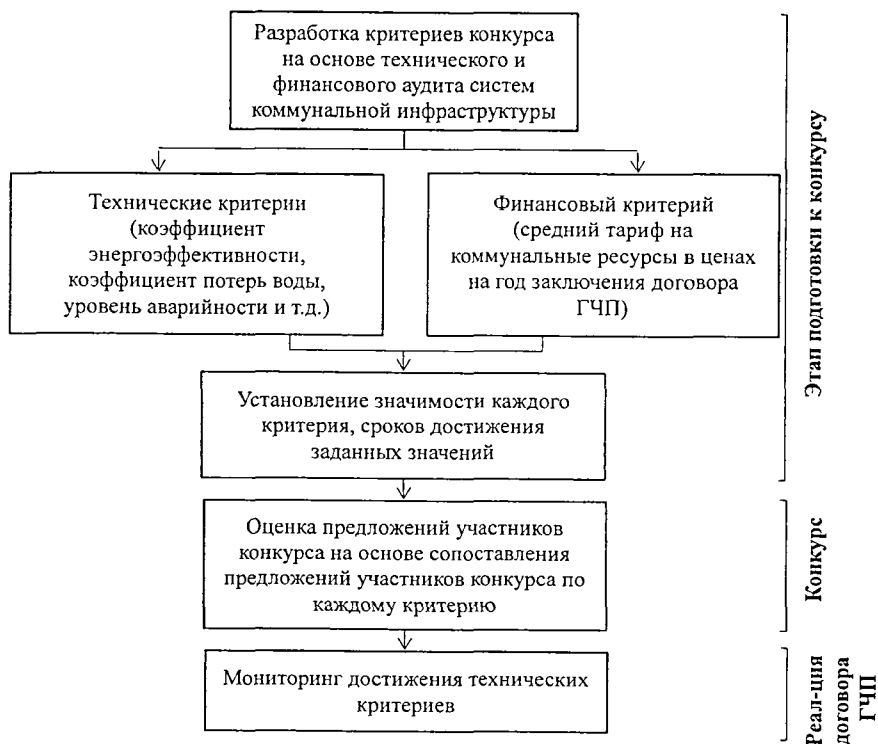 Разработка критериев конкурса
на основе технического и
финансового аудита систем
коммунальной инфраструктуры
Технические критерии
(коэффициент
энергоэффективности,
коэффициент потерь воды,
уровень аварийности и т.д.)
Финансовый критерий
(средний тариф на
коммунальные ресурсы в ценах
на год заключения договора
ГЧП)
Установление значимости каждого
критерия, сроков достижения
заданных значений
Этап подготовки к конкурсу
Оценка предложений участников
конкурса на основе сопоставления
предложений участников конкурса по
каждому критерию
Конкурс
Мониторинг достижения технических
критериев
Реал-ция
договора
ГЧП